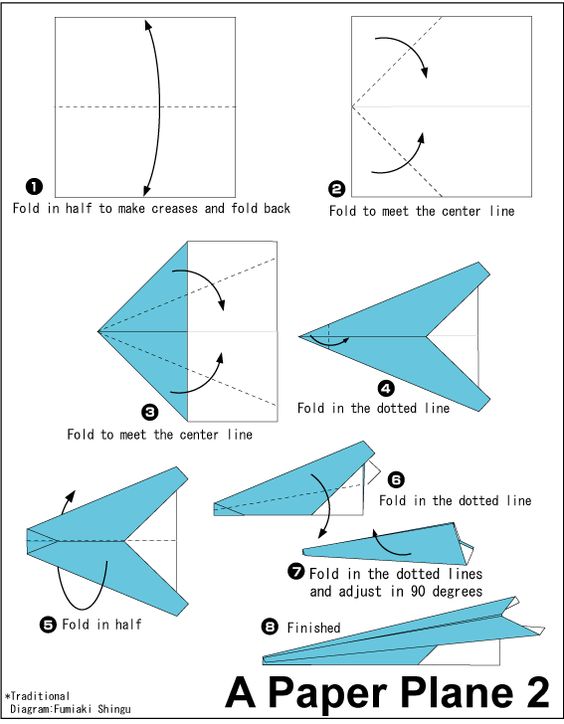 1
Fold in half to make creases and fold back
2
Fold to meet the center line
3
Fold to meet the center line
4
Fold in the dotted line
5 Fold in half
6
Fold in the dotted line
7 Fold in the dotted lines
and adjust in 90 degrees
8 Finished
*Traditional
Diagram:Fumiaki Shingu
A Paper Plane 2